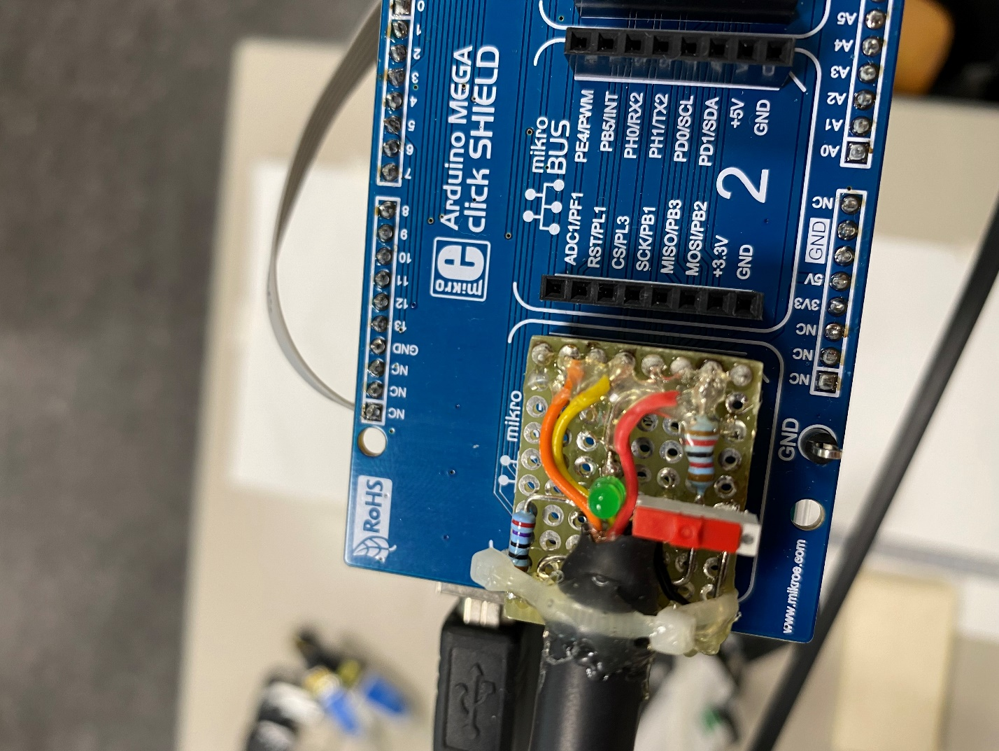 0
1
2
3
4
5
6
7
8
9
10
11
12
13
GND
NC
NC
NC
Arduino MEGA
click SHIELD
mikro
e
mikro
BUS
PE4/PWM
PB5/INT
PH0/RX2
PH1/TX2
PD0/SCL
PD1/SDA
+5V
GND
2
ADC1/PF1
RST/PL1
CS/PL3
SCK/PB1
MISO/PB3
MOSI/PB2
+3.3V
GND
A5
A4
A3
A2
A1
A0
NC
GND
5V
3V3
NC
NC
NC
mikro
GND
RoHS
www.mikroe.com